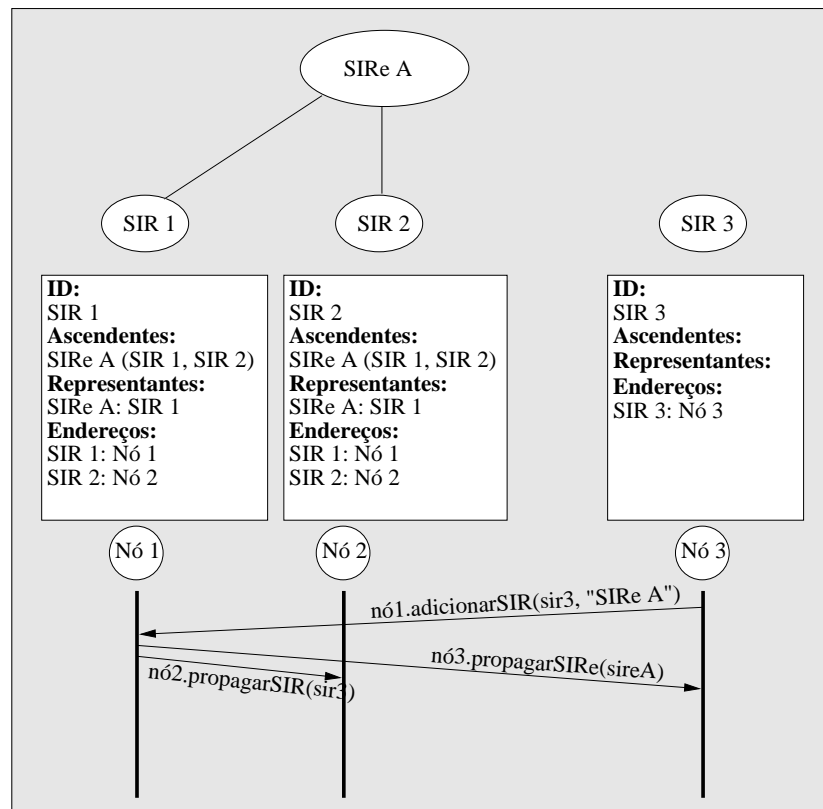 SIRe A
SIR 1
SIR 2
SIR 3
ID:
SIR 1
Ascendentes:
SIRe A (SIR 1, SIR 2)
Representantes:
SIRe A: SIR 1
Endereços:
SIR 1: Nó 1
SIR 2: Nó 2
ID:
SIR 2
Ascendentes:
SIRe A (SIR 1, SIR 2)
Representantes:
SIRe A: SIR 1
Endereços:
SIR 1: Nó 1
SIR 2: Nó 2
ID:
SIR 3
Ascendentes:
Representantes:
Endereços:
SIR 3: Nó 3
Nó 1
Nó 2
Nó 3
nó1.adicionarSIR(sir3, "SIRe A")
nó3.propagarSIRe(sireA)
nó2.propagarSIR(sir3)